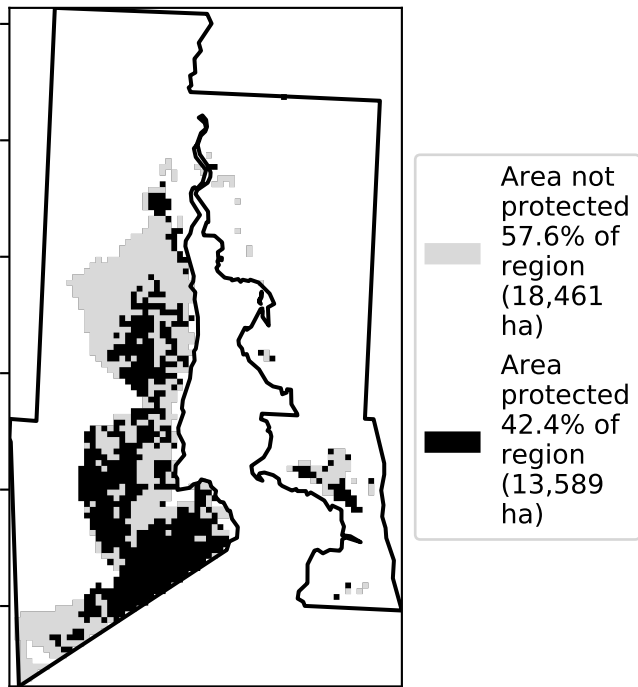 Area not
protected
57.6% of
region
(18,461
ha)
Area
protected
42.4% of
region
(13,589
ha)